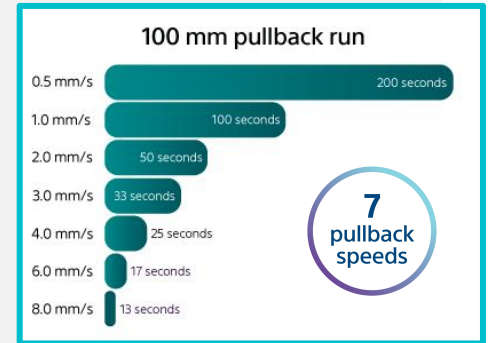 100 mm pullback run
0.5 mm/s 200 seconds
1.0 mm/s 100 seconds
2.0 mm/s 50 seconds
3.0 mm/s 33 seconds
4.0 mm/s 25 seconds
6.0 mm/s 17 seconds
8.0 mm/s 13 seconds
7
pullback
speeds